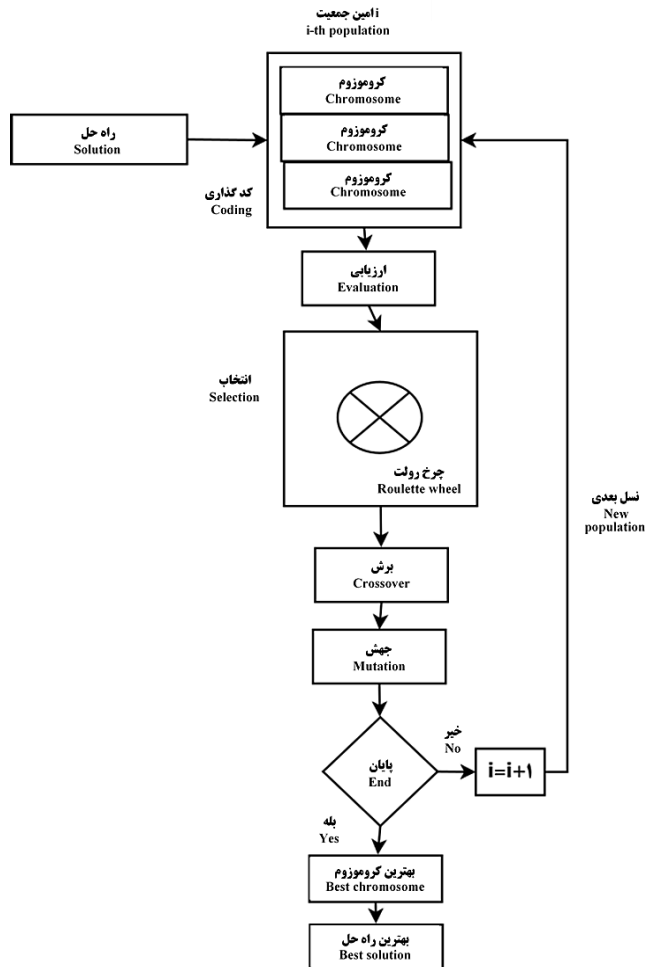 i امین جمعیت
i-th population
کروموزوم
Chromosome
راه حل
Solution
کروموزوم
Chromosome
کروموزوم
Chromosome
کد گذاری
Coding
ارزیابی
Evaluation
انتخاب
Selection
چرخ رولت
Roulette wheel
نسل بعدی
New
population
برش
Crossover
جهش
Mutation
خیر
No
پایان
End
i=i+۱
بله
Yes
بهترین کروموزوم
Best chromosome
بهترین راه حل
Best solution